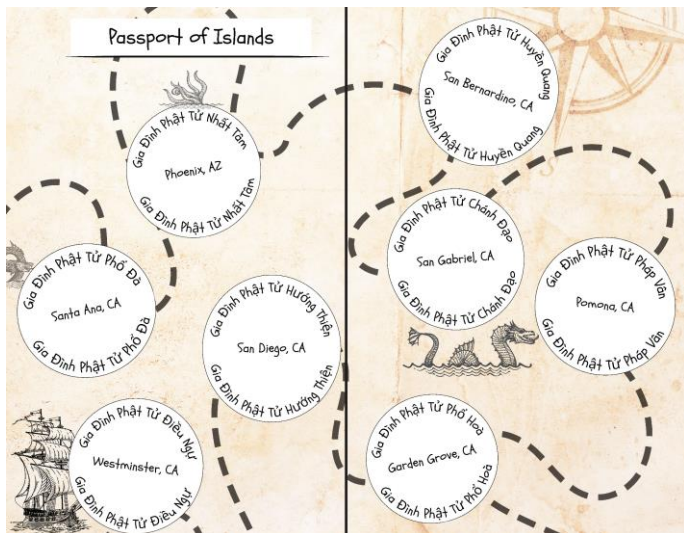 Passport of Islands
Gia Đình Phật Tử Nhất Tâm
Phoenix, AZ
Gia Đình Phật Tử Nhất Tâm
Gia Đình Phật Tử Phổ Đà
Santa Ana, CA
Gia Đình Phật Tử Phổ Đà
Gia Đình Phật Tử Hướng Thiện
San Diego, CA
Gia Đình Phật Tử Hướng Thiện
Gia Đình Phật Tử Điều Ngự
Westminster, CA
Gia Đình Phật Tử Điều Ngự
Gia Đình Phật Tử Huyền Quang
San Bernardino, CA
Gia Đình Phật Tử Huyền Quang
Gia Đình Phật Tử Chánh Đạo
San Gabriel, CA
Gia Đình Phật Tử Chánh Đạo
Gia Đình Phật Tử Pháp Vân
Pomona, CA
Gia Đình Phật Tử Pháp Vân
Gia Đình Phật Tử Phổ Hoà
Garden Grove, CA
Gia Đình Phật Tử Phổ Hoà